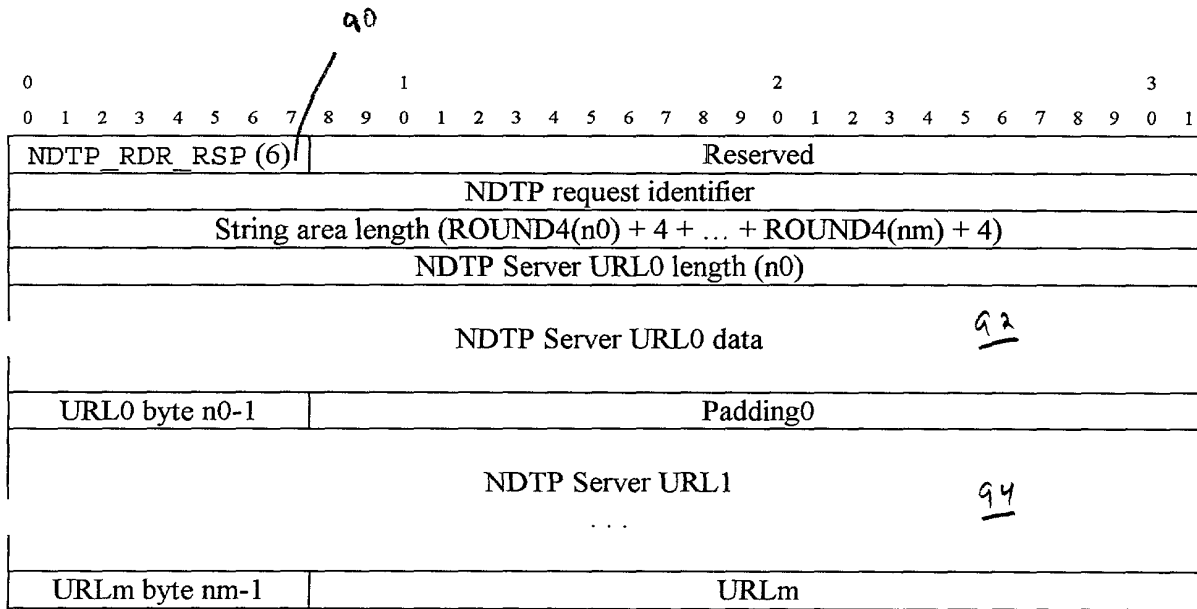 90
0 1 2 3
0 1 2 3 4 5 6 7 8 9 0 1 2 3 4 5 6 7 8 9 0 1 2 3 4 5 6 7 8 9 0 1
NDTP_RDR_RSP (6) Reserved
NDTP request identifier
String area length (ROUND4(n0) + 4 + ... + ROUND4(nm) + 4)
NDTP Server URL0 length (n0)
NDTP Server URL0 data 92
URL0 byte n0-1 Padding0
NDTP Server URL1 94
. . .
URLm byte nm-1 URLm